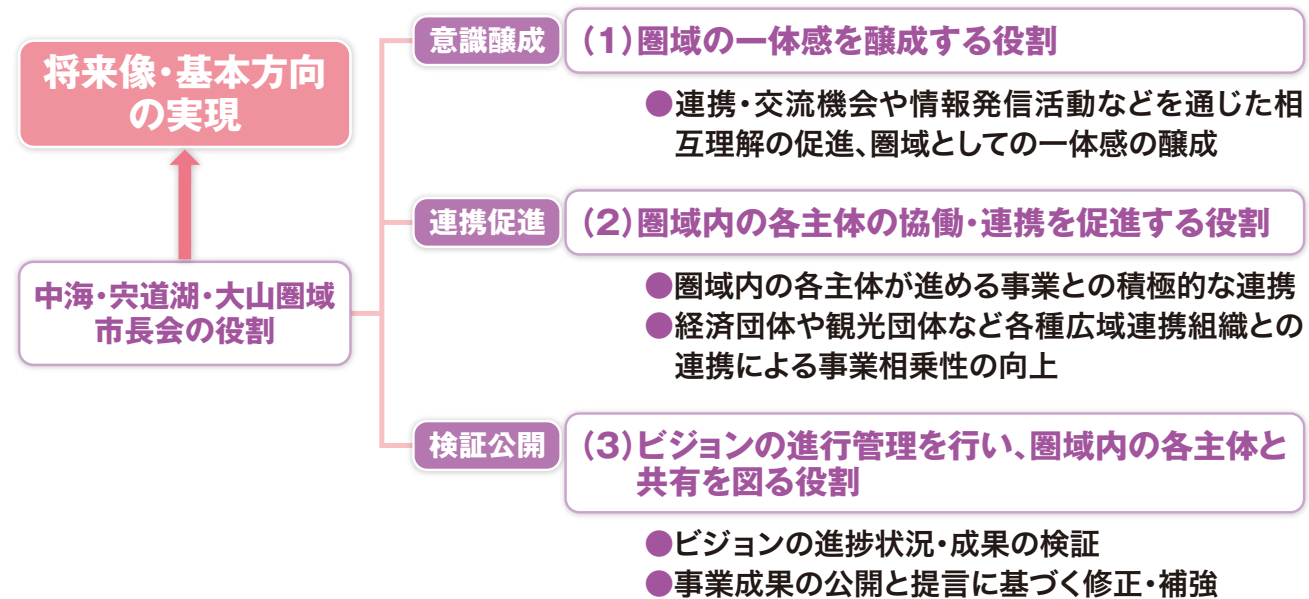 将来像・基本方向
の実現
中海・宍道湖・大山圏域
市長会の役割
意識醸成
(1)圏域の一体感を醸成する役割
●連携・交流機会や情報発信活動などを通じた相
互理解の促進、圏域としての一体感の醸成
連携促進
(2)圏域内の各主体の協働・連携を促進する役割
●圏域内の各主体が進める事業との積極的な連携
●経済団体や観光団体など各種広域連携組織との
連携による事業相乗性の向上
検証公開
(3)ビジョンの進行管理を行い、圏域内の各主体と
共有を図る役割
●ビジョンの進捗状況・成果の検証
●事業成果の公開と提言に基づく修正・補強